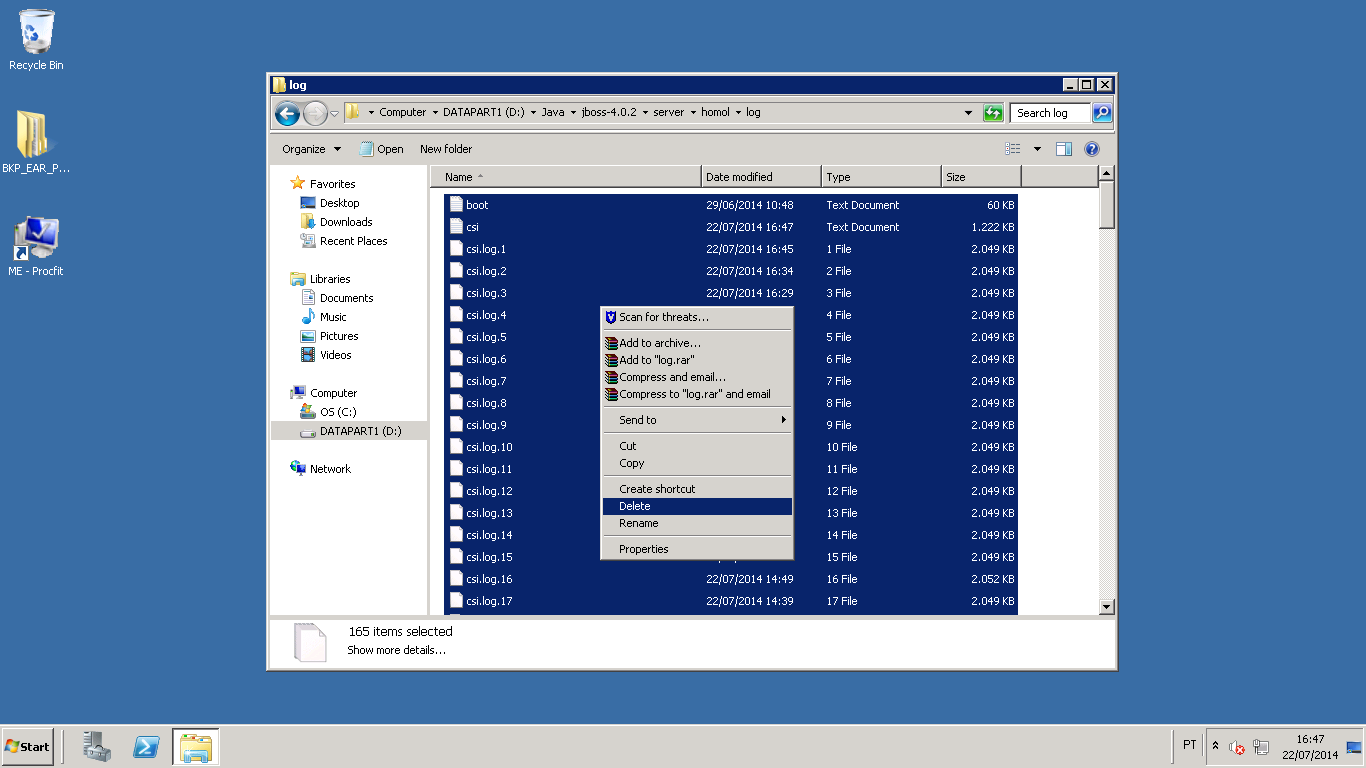 Recycle Bin
BKP_EAR_P...
ME - Procfit
log
Computer DATAPART1 (D:) Java jboss-4.0.2 server homol log
Search log
Organize Open New folder
Favorites
Desktop
Downloads
Recent Places
Libraries
Documents
Music
Pictures
Videos
Computer
OS (C:)
DATAPART1 (D:)
Network
Name Date modified Type Size
boot 29/06/2014 10:48 Text Document 60 KB
csi 22/07/2014 16:47 Text Document 1.222 KB
csi.log.1 22/07/2014 16:45 1 File 2.049 KB
csi.log.2 22/07/2014 16:34 2 File 2.049 KB
csi.log.3 22/07/2014 16:29 3 File 2.049 KB
csi.log.4 4 File 2.049 KB
csi.log.5 5 File 2.049 KB
csi.log.6 6 File 2.049 KB
csi.log.7 7 File 2.049 KB
csi.log.8 8 File 2.049 KB
csi.log.9 9 File 2.049 KB
csi.log.10 10 File 2.049 KB
csi.log.11 11 File 2.049 KB
csi.log.12 12 File 2.049 KB
csi.log.13 13 File 2.049 KB
csi.log.14 14 File 2.049 KB
csi.log.15 15 File 2.049 KB
csi.log.16 22/07/2014 14:49 16 File 2.052 KB
csi.log.17 22/07/2014 14:39 17 File 2.049 KB
Scan for threats...
Add to archive...
Add to "log.rar"
Compress and email...
Compress to "log.rar" and email
Send to
Cut
Copy
Create shortcut
Delete
Rename
Properties
165 items selected
Show more details...
Start
PT
16:47
22/07/2014